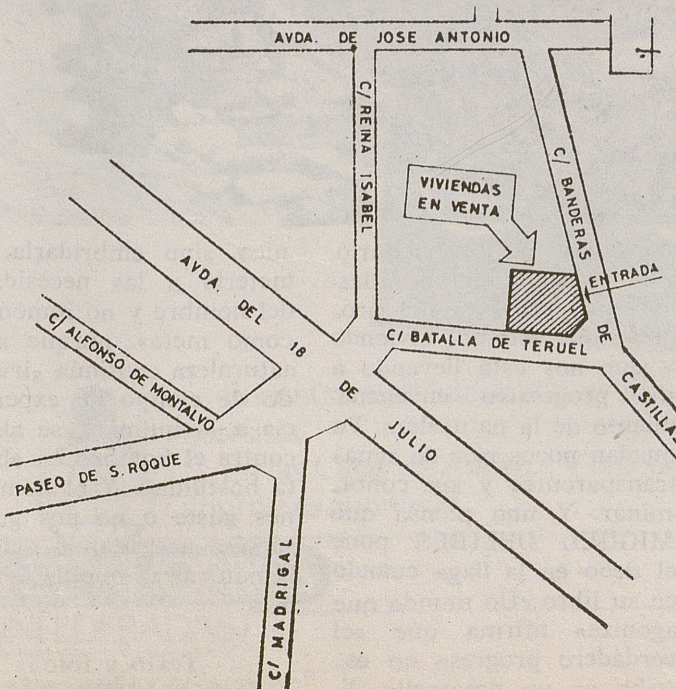 AVDA. DE JOSE ANTONIO
C/ REINA ISABEL
C/ BANDERAS DE CASTILLA
VIVIENDAS
EN VENTA
ENTRADA
AVDA. DEL 18 DE JULIO
C/ BATALLA DE TERUEL
C/ ALFONSO DE MONTALVO
PASEO DE S. ROQUE
C/ MADRIGAL